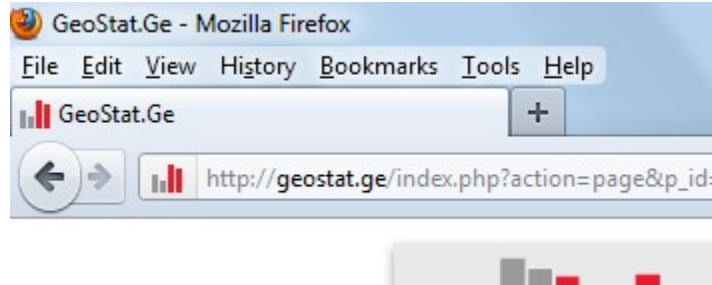 GeoStat.Ge - Mozilla Firefox
File Edit View History Bookmarks Tools Help
GeoStat.Ge +
http://geostat.ge/index.php?action=page&p_id=